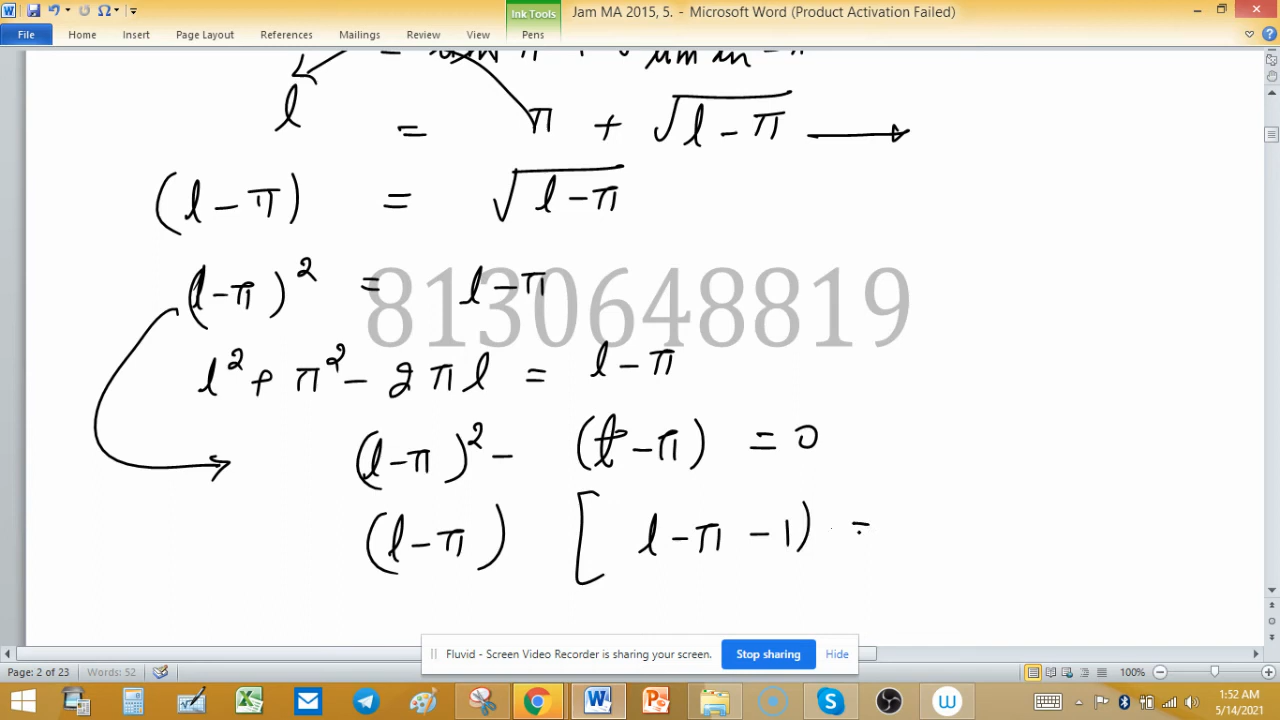 Ink Tools
Jam MA 2015, 5. - Microsoft Word (Product Activation Failed)
File Home Insert Page Layout References Mailings Review View Pens
l = π + √(l - π)
(l - π) = √(l - π)
(l - π)² = l - π
8130648819
l² + π² - 2πl = l - π
(l - π)² - (l - π) = 0
(l - π) [ l - π - 1) =
Fluvid - Screen Video Recorder is sharing your screen. Stop sharing Hide
Page: 2 of 23 Words: 52 100%
1:52 AM
5/14/2021